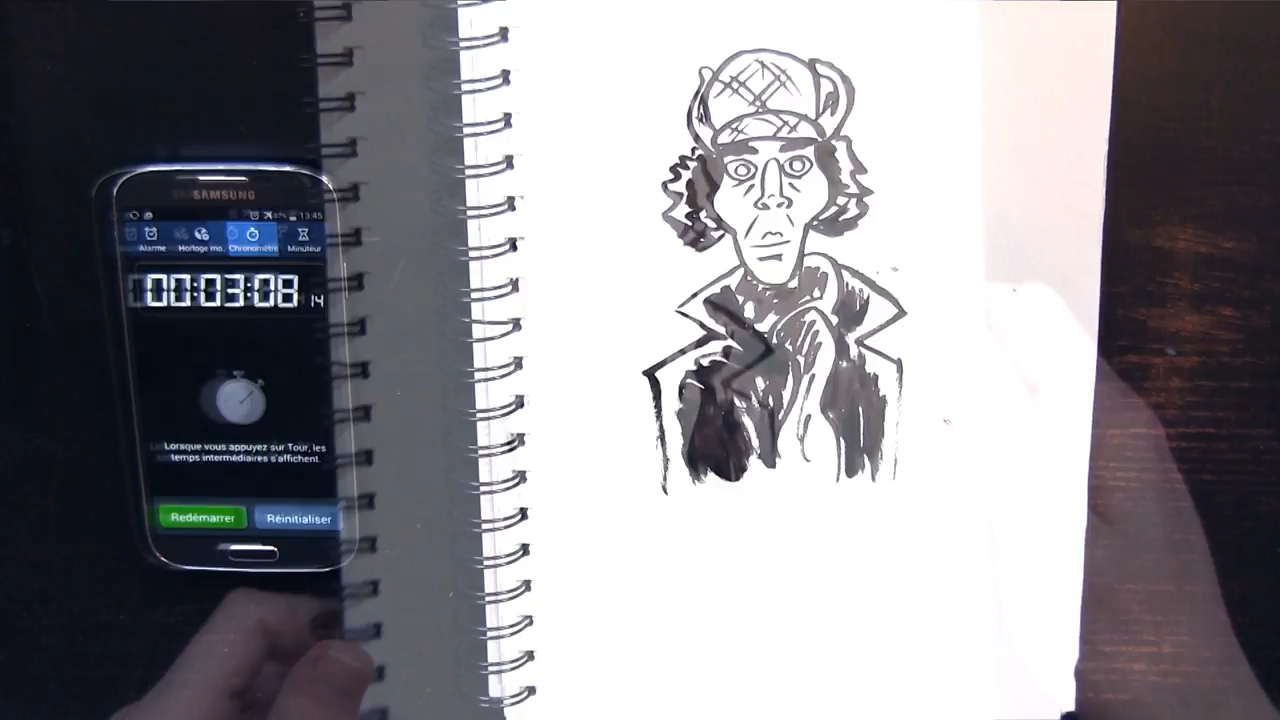 SAMSUNG
97% 13:45
Alarme Horloge mo.. Chronomètre Minuteur
00:03:08 14
Lorsque vous appuyez sur Tour, les
temps intermédiaires s'affichent.
Redémarrer Réinitialiser